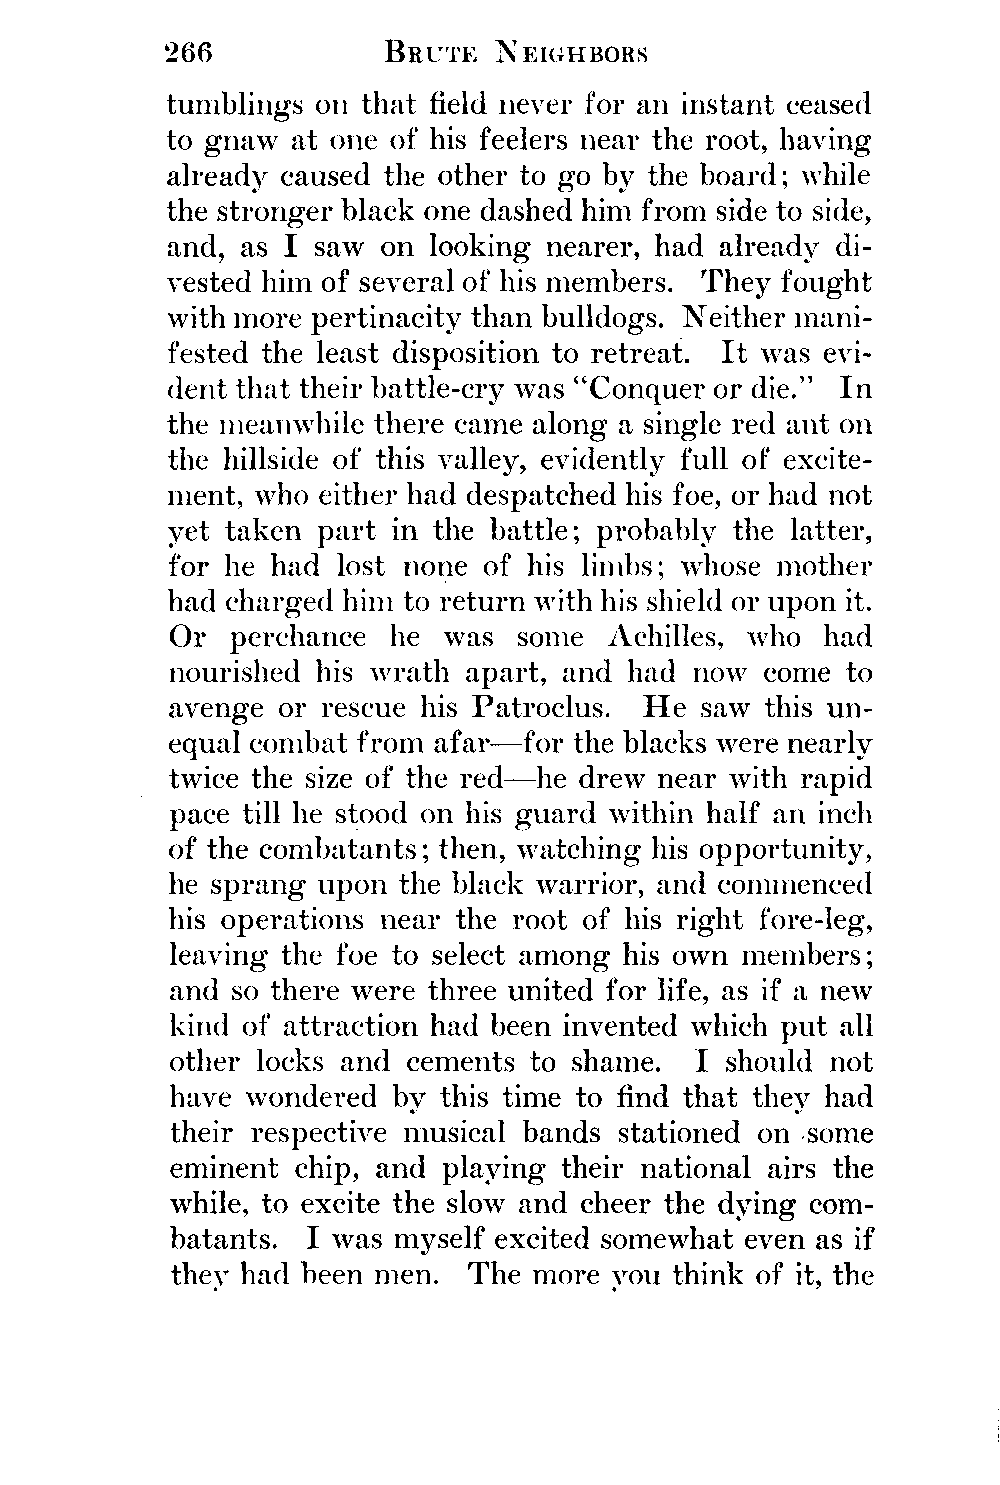 266 BRUTE NEIGHBORS
tumblings on that field never for an instant ceased
to gnaw at one of his feelers near the root, having
already caused the other to go by the board; while
the stronger black one dashed him from side to side,
and, as I saw on looking nearer, had already di-
vested him of several of his members. They fought
with more pertinacity than bulldogs. Neither mani-
fested the least disposition to retreat. It was evi-
dent that their battle-cry was “Conquer or die.” In
the meanwhile there came along a single red ant on
the hillside of this valley, evidently full of excite-
ment, who either had despatched his foe, or had not
yet taken part in the battle; probably the latter,
for he had lost none of his limbs; whose mother
had charged him to return with his shield or upon it.
Or perchance he was some Achilles, who had
nourished his wrath apart, and had now come to
avenge or rescue his Patroclus. He saw this un-
equal combat from afar—for the blacks were nearly
twice the size of the red—he drew near with rapid
pace till he stood on his guard within half an inch
of the combatants; then, watching his opportunity,
he sprang upon the black warrior, and commenced
his operations near the root of his right fore-leg,
leaving the foe to select among his own members;
and so there were three united for life, as if a new
kind of attraction had been invented which put all
other locks and cements to shame. I should not
have wondered by this time to find that they had
their respective musical bands stationed on some
eminent chip, and playing their national airs the
while, to excite the slow and cheer the dying com-
batants. I was myself excited somewhat even as if
they had been men. The more you think of it, the